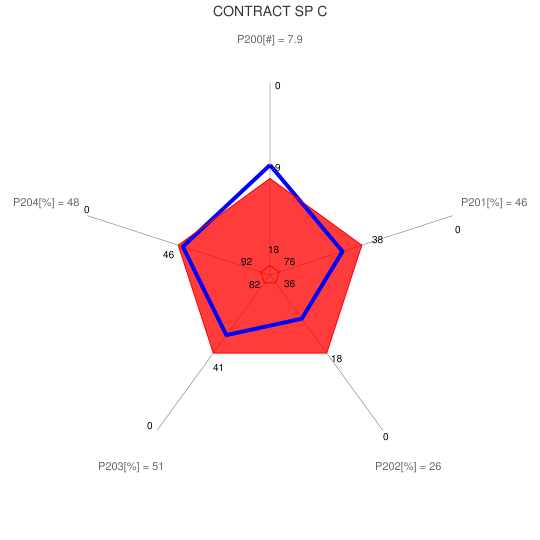 CONTRACT SP C
P200[#] = 7.9
0
9
P204[%] = 48
0
P201[%] = 46
0
38
46
18
92
76
82
36
41
18
0
0
P203[%] = 51
P202[%] = 26